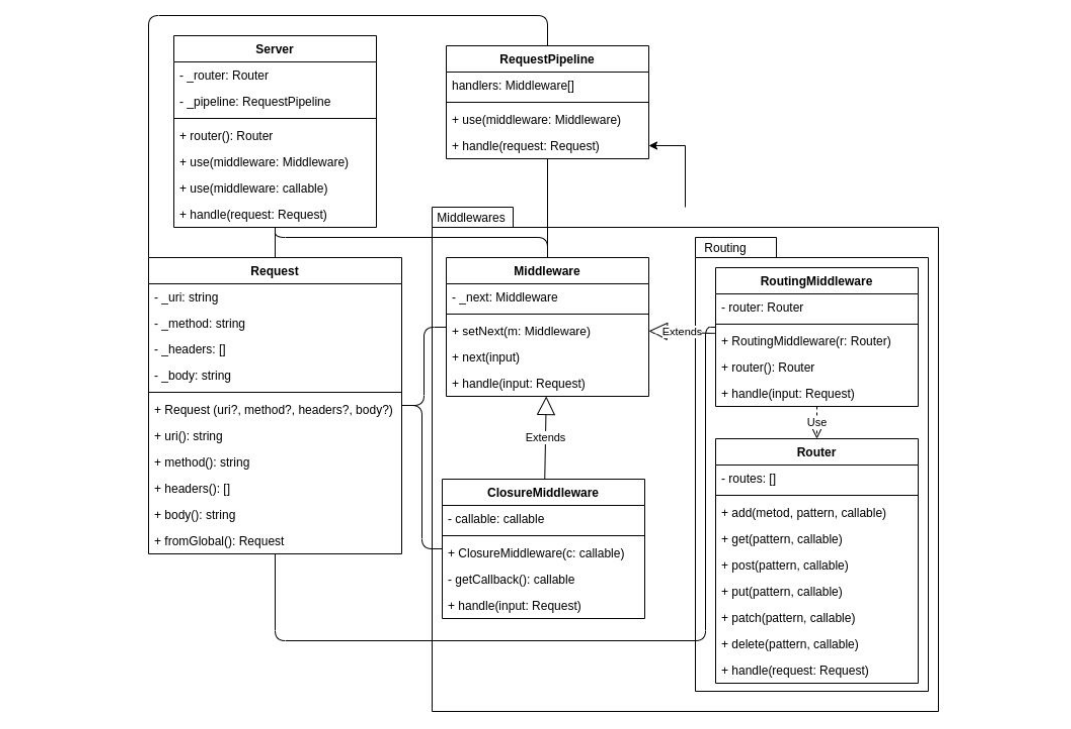 Server
- _router: Router
- _pipeline: RequestPipeline
+ router(): Router
+ use(middleware: Middleware)
+ use(middleware: callable)
+ handle(request: Request)
RequestPipeline
handlers: Middleware[]
+ use(middleware: Middleware)
+ handle(request: Request)
Middlewares
Request
- _uri: string
- _method: string
- _headers: []
- _body: string
+ Request (uri?, method?, headers?, body?)
+ uri(): string
+ method(): string
+ headers(): []
+ body(): string
+ fromGlobal(): Request
Middleware
- _next: Middleware
+ setNext(m: Middleware)
+ next(input)
+ handle(input: Request)
Extends
Extends
ClosureMiddleware
- callable: callable
+ ClosureMiddleware(c: callable)
- getCallback(): callable
+ handle(input: Request)
Routing
RoutingMiddleware
- router: Router
+ RoutingMiddleware(r: Router)
+ router(): Router
+ handle(input: Request)
Use
Router
- routes: []
+ add(metod, pattern, callable)
+ get(pattern, callable)
+ post(pattern, callable)
+ put(pattern, callable)
+ patch(pattern, callable)
+ delete(pattern, callable)
+ handle(request: Request)